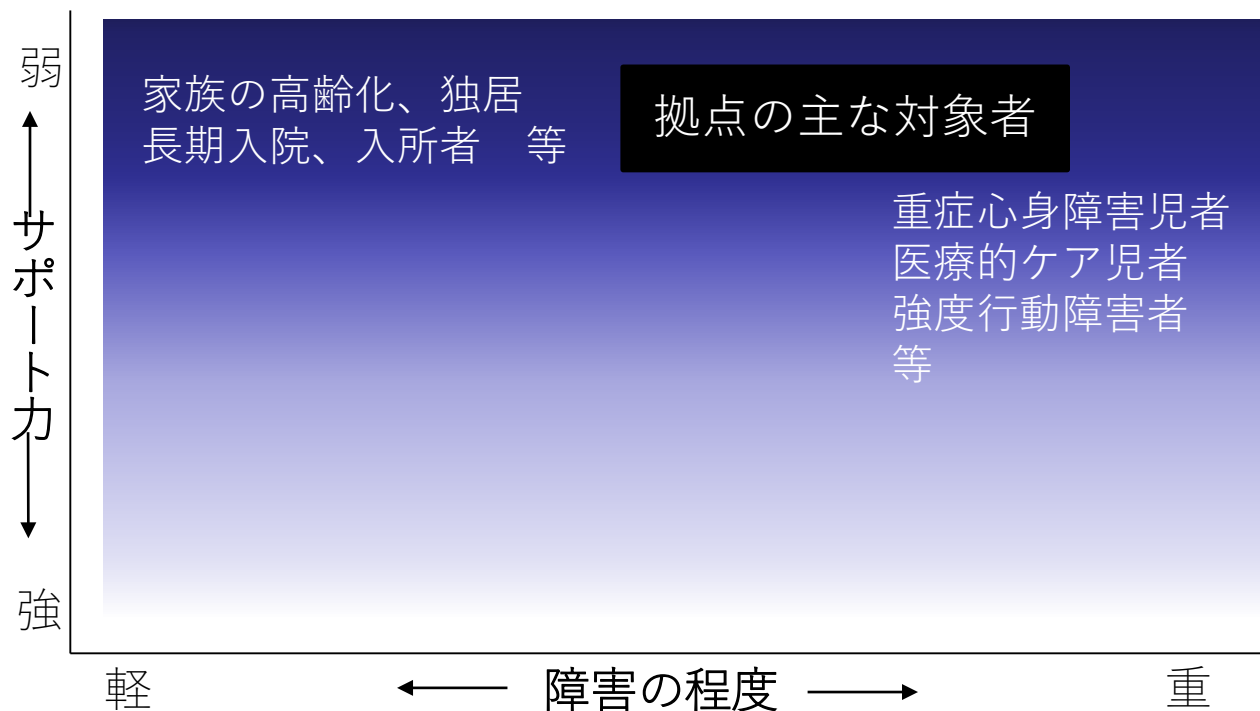 弱
サポート力
強
家族の高齢化、独居
長期入院、入所者　等
拠点の主な対象者
重症心身障害児者
医療的ケア児者
強度行動障害者
等
軽
障害の程度
重